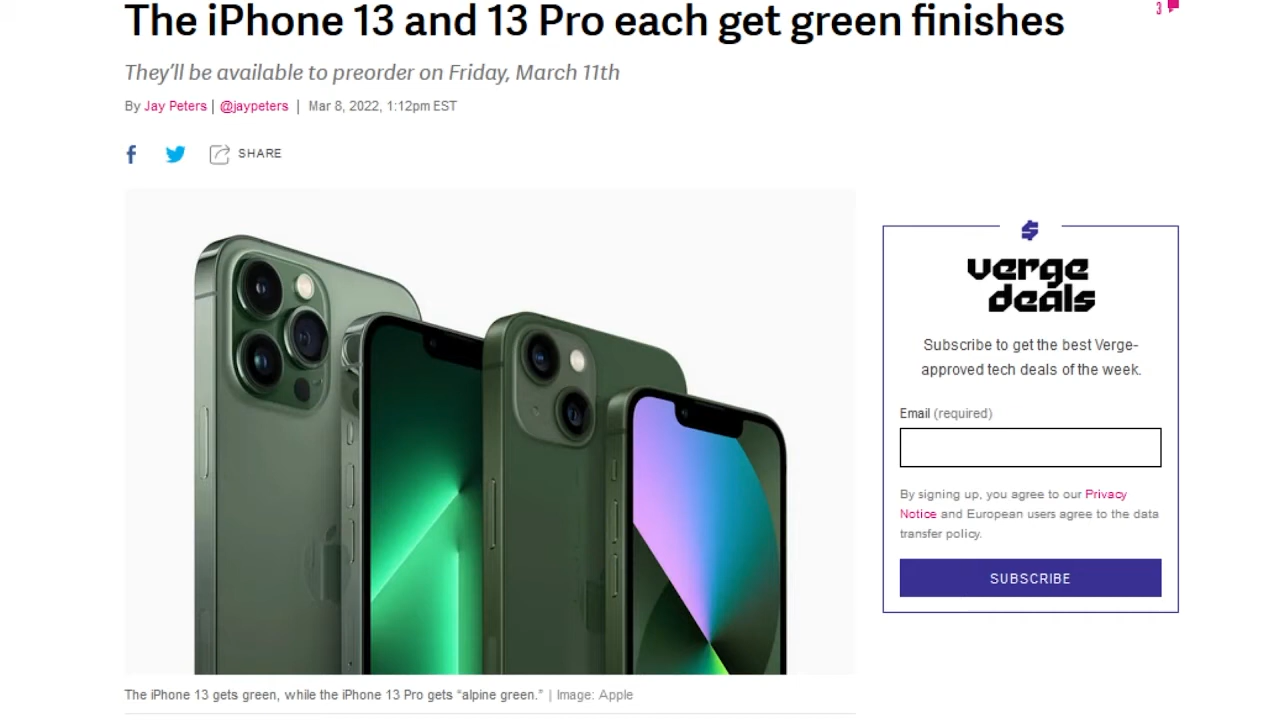 The iPhone 13 and 13 Pro each get green finishes
3
They'll be available to preorder on Friday, March 11th
By Jay Peters | @jaypeters | Mar 8, 2022, 1:12pm EST
SHARE
The iPhone 13 gets green, while the iPhone 13 Pro gets “alpine green.” | Image: Apple
verge
deals
Subscribe to get the best Verge-
approved tech deals of the week.
Email (required)
By signing up, you agree to our Privacy
Notice and European users agree to the data
transfer policy.
SUBSCRIBE